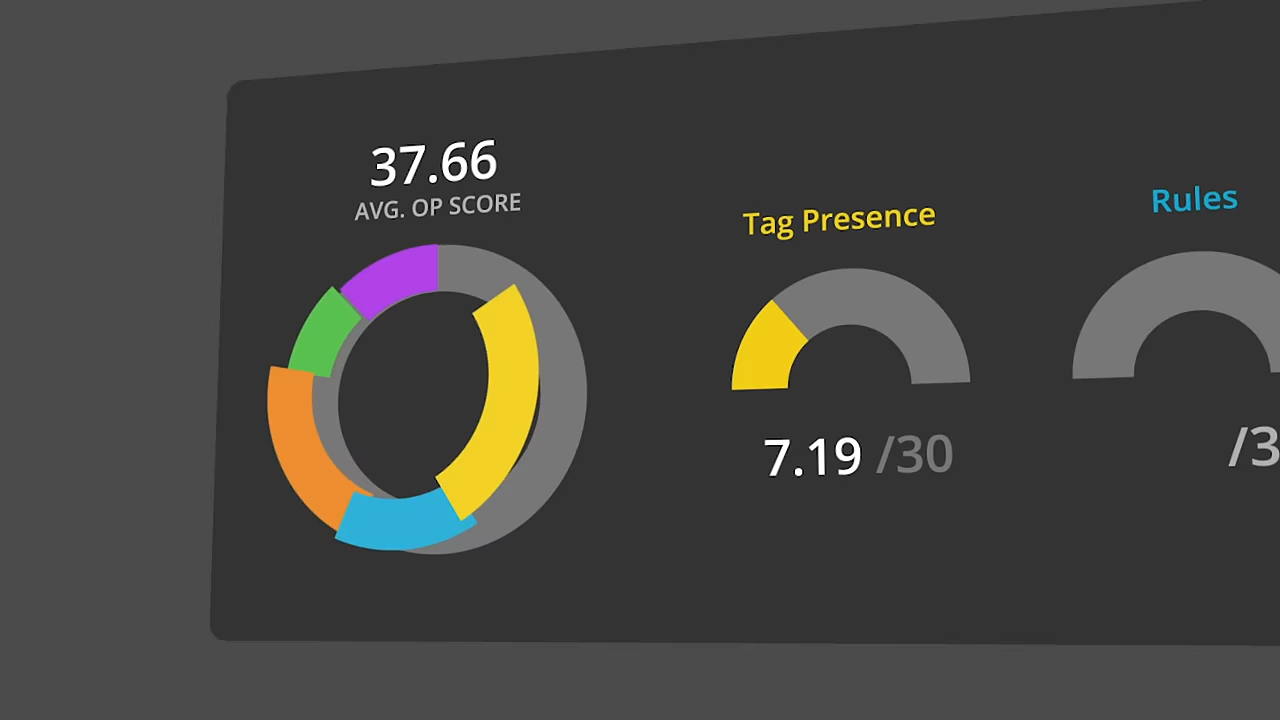 37.66
AVG. OP SCORE
Tag Presence
7.19 /30
Rules
/3